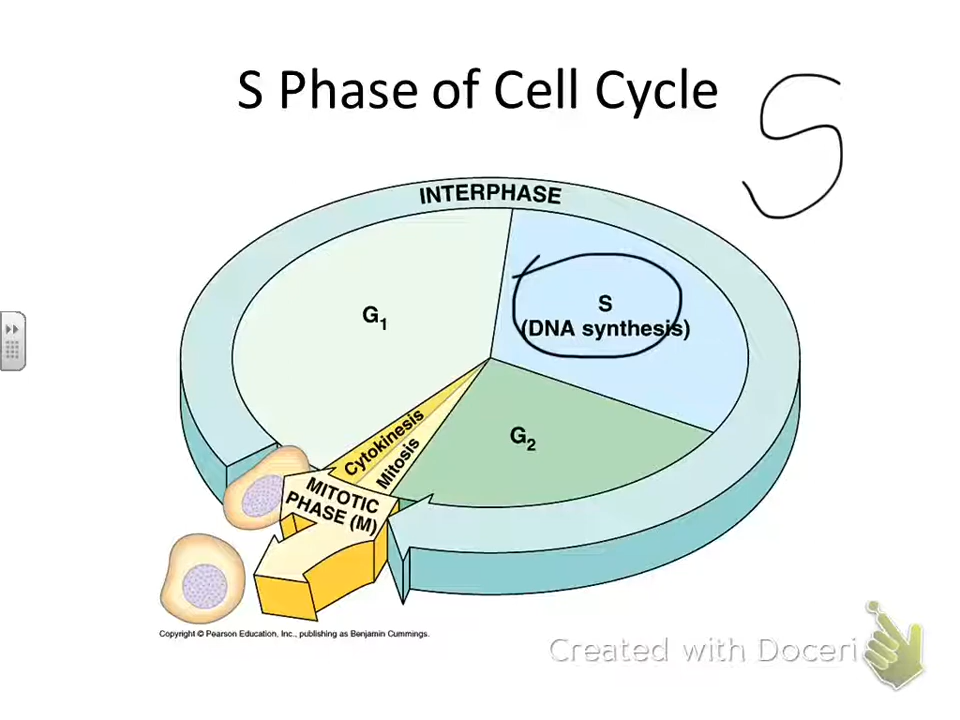 S Phase of Cell Cycle
S
INTERPHASE
S
(DNA synthesis)
G1
G2
Cytokinesis
Mitosis
MITOTIC
PHASE (M)
Copyright © Pearson Education, Inc., publishing as Benjamin Cummings.
Created with Doceri